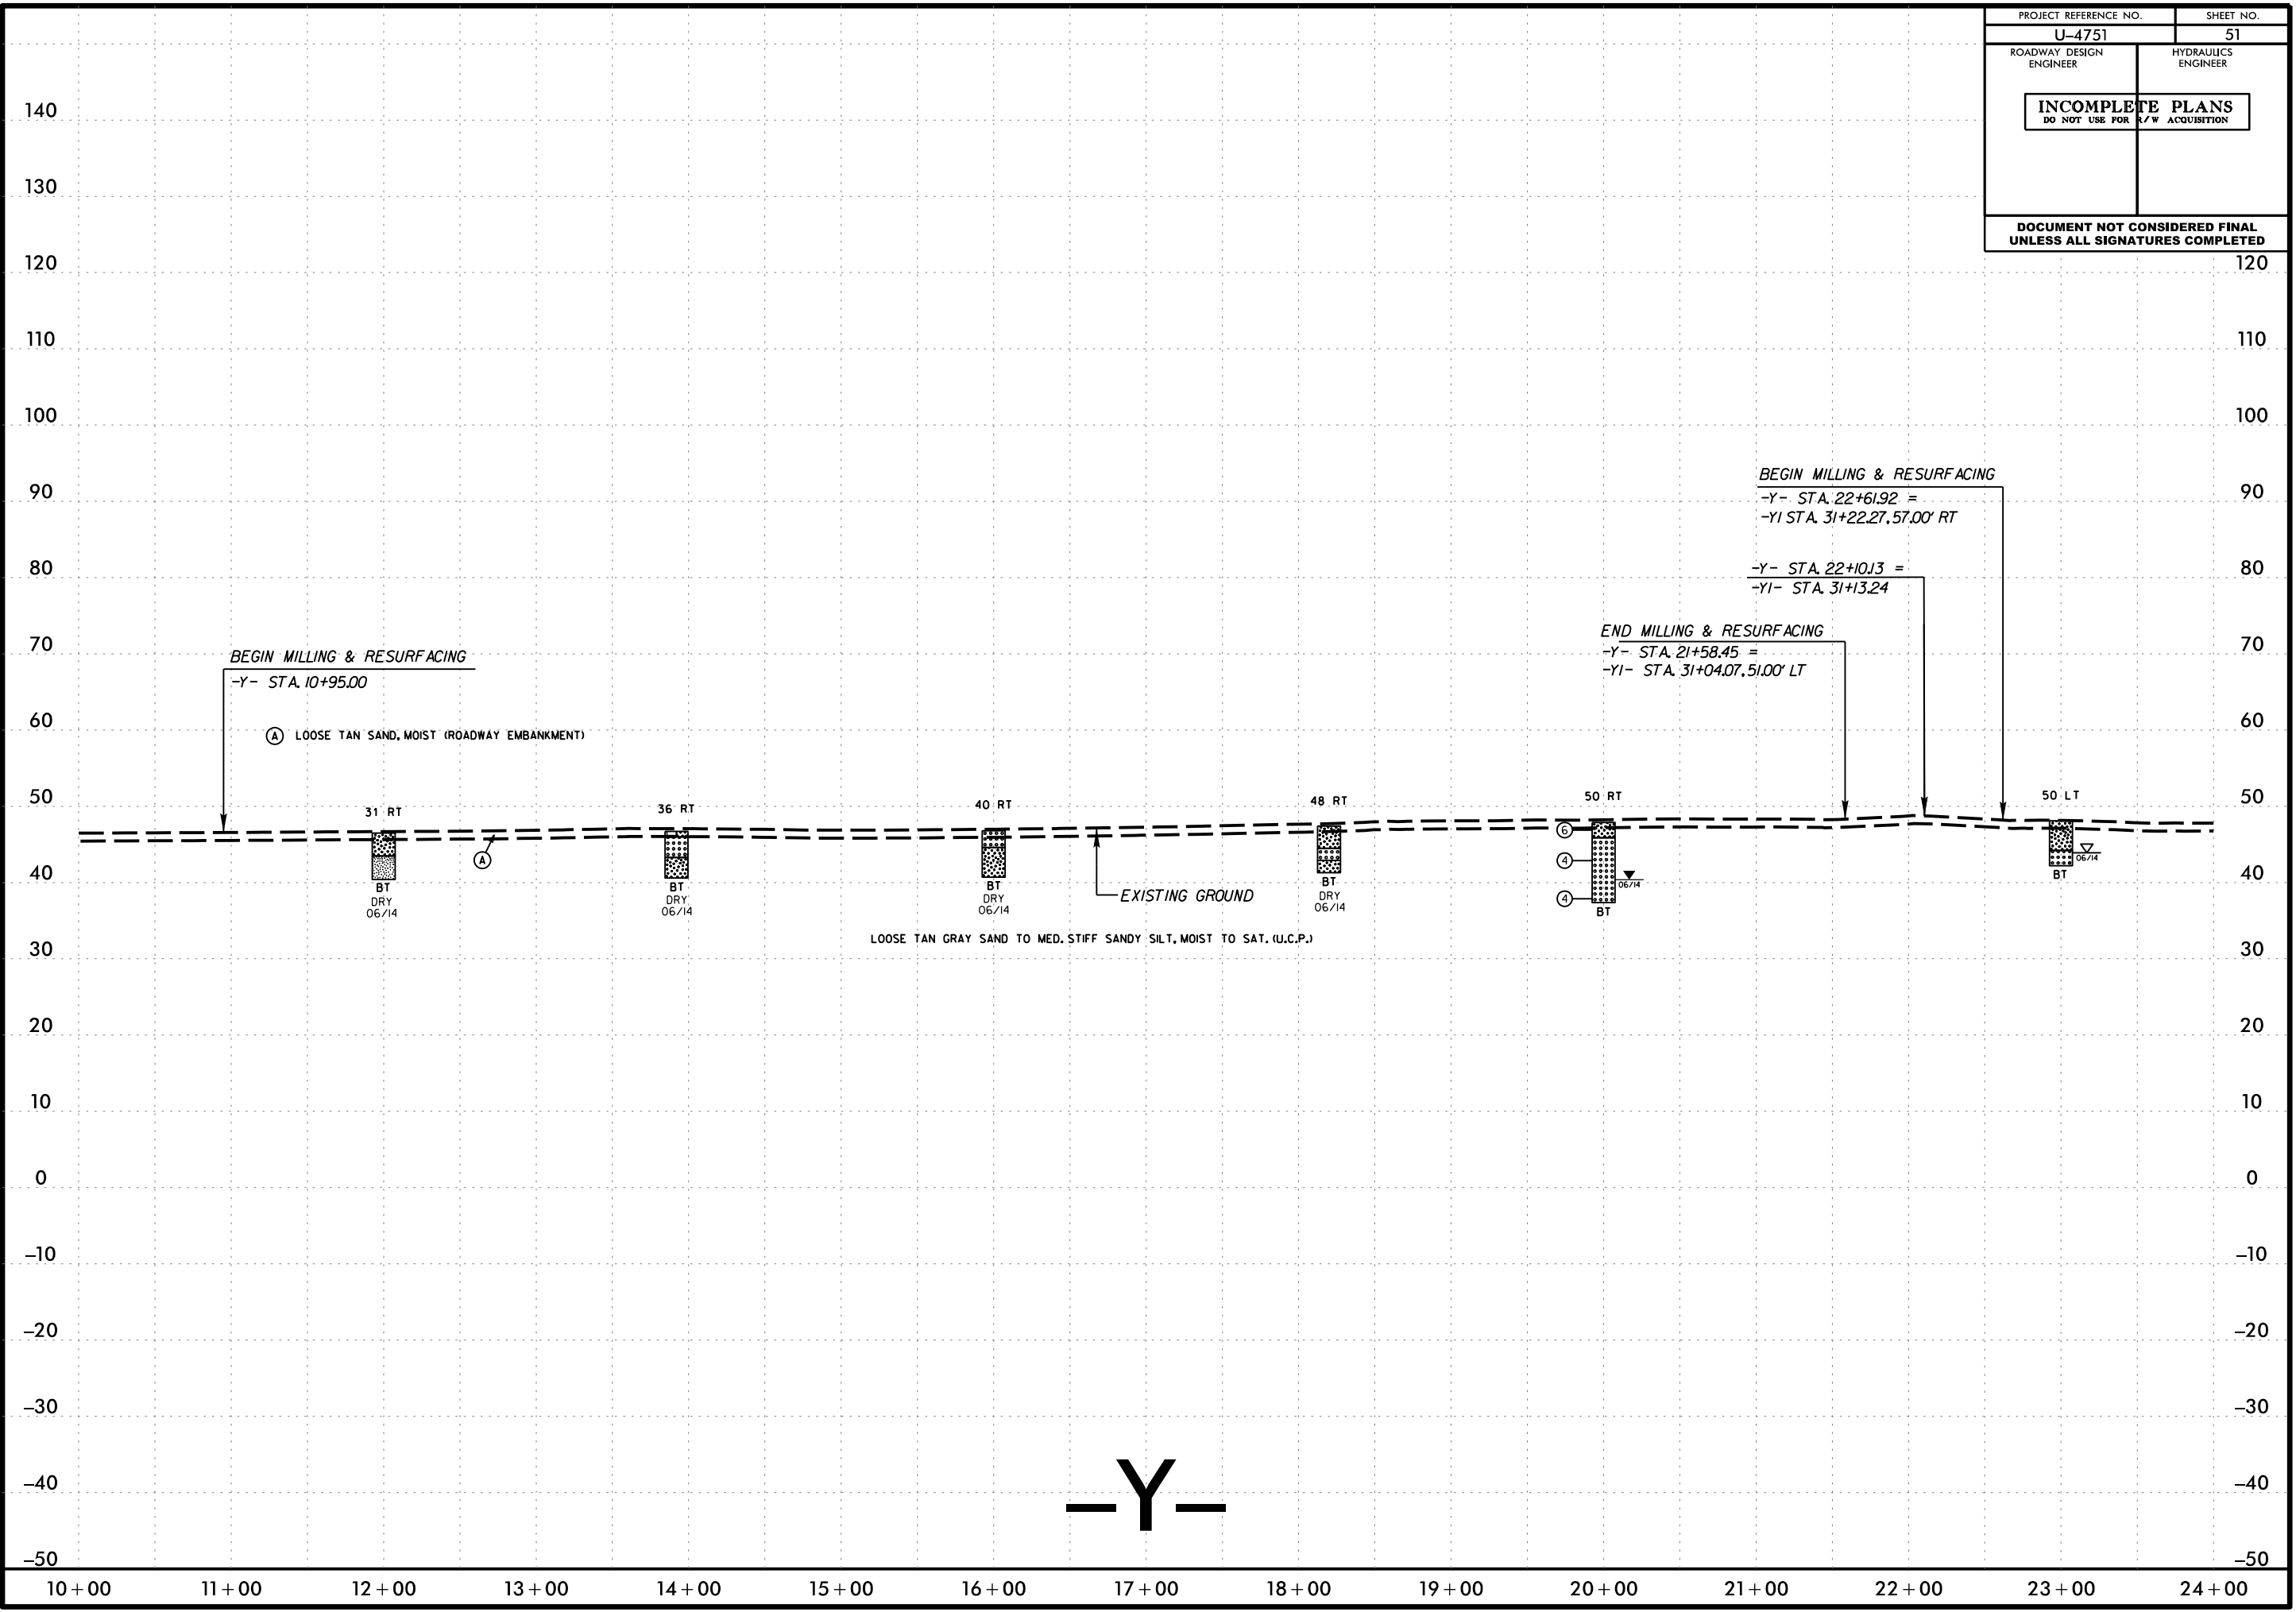 PROJECT REFERENCE NO.
SHEET NO.
U–4751
51
ROADWAY DESIGN
ENGINEER
HYDRAULICS
ENGINEER
INCOMPLETE PLANS
DO NOT USE FOR R/W ACQUISITION
DOCUMENT NOT CONSIDERED FINAL
UNLESS ALL SIGNATURES COMPLETED
140
130
120 120
110 110
100 100
BEGIN MILLING & RESURFACING
90 90
-Y- STA. 22+61.92 =
-Y1 STA. 31+22.27, 57.00' RT
80 80
-Y- STA. 22+10.13 =
-Y1- STA. 31+13.24
END MILLING & RESURFACING
70 70
-Y- STA. 21+58.45 =
-Y1- STA. 31+04.07, 51.00' LT
BEGIN MILLING & RESURFACING
-Y- STA. 10+95.00
60 60
A LOOSE TAN SAND, MOIST (ROADWAY EMBANKMENT)
50 50
31 RT
36 RT
40 RT
48 RT
50 RT
50 LT
A
6
4
4
06/14
06/14
40 40
BT
DRY
06/14
BT
DRY
06/14
BT
DRY
06/14
EXISTING GROUND
BT
DRY
06/14
BT
BT
LOOSE TAN GRAY SAND TO MED. STIFF SANDY SILT, MOIST TO SAT. (U.C.P.)
30 30
20 20
10 10
0 0
–10 –10
–20 –20
–30 –30
–40 –40
–Y–
–50 –50
10+00 11+00 12+00 13+00 14+00 15+00 16+00 17+00 18+00 19+00 20+00 21+00 22+00 23+00 24+00